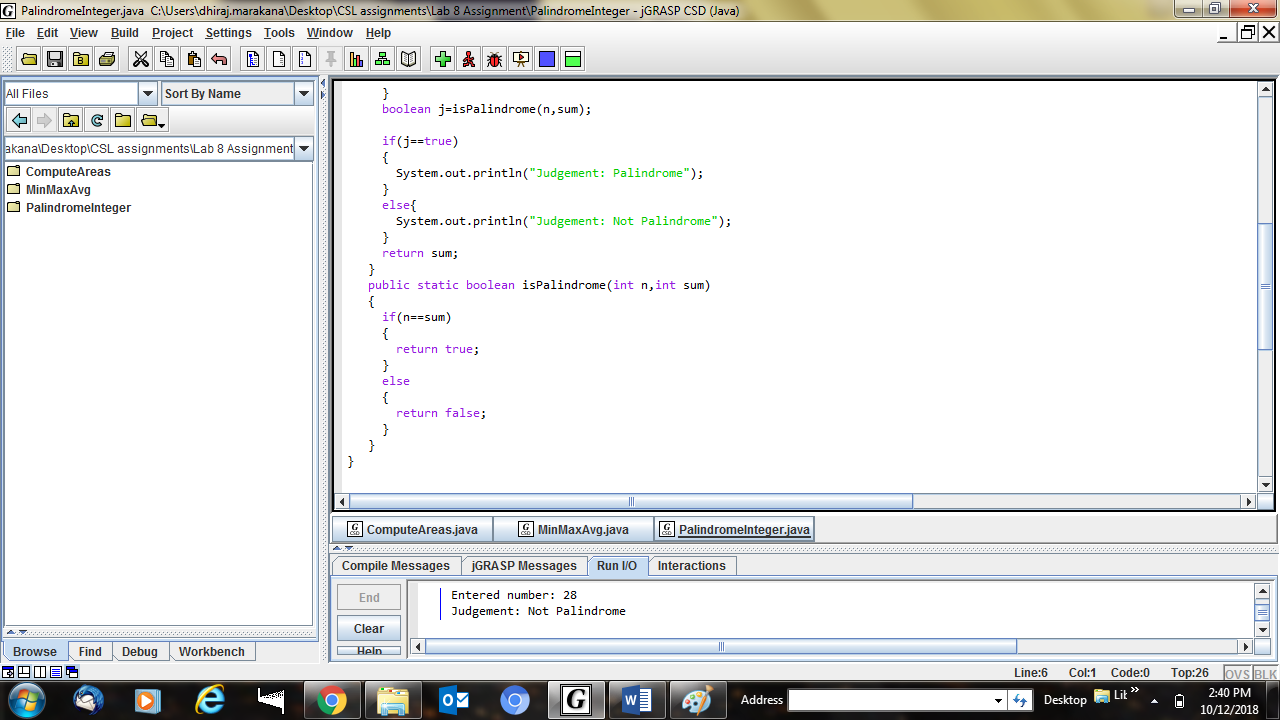 PalindromeInteger.java C:\Users\dhiraj.marakana\Desktop\CSL assignments\Lab 8 Assignment\PalindromeInteger - jGRASP CSD (Java)
File Edit View Build Project Settings Tools Window Help
All Files Sort By Name
akana\Desktop\CSL assignments\Lab 8 Assignment
ComputeAreas
MinMaxAvg
PalindromeInteger
Browse Find Debug Workbench
}
boolean j=isPalindrome(n,sum);
if(j==true)
{
System.out.println("Judgement: Palindrome");
}
else{
System.out.println("Judgement: Not Palindrome");
}
return sum;
}
public static boolean isPalindrome(int n,int sum)
{
if(n==sum)
{
return true;
}
else
{
return false;
}
}
}
ComputeAreas.java MinMaxAvg.java PalindromeInteger.java
Compile Messages jGRASP Messages Run I/O Interactions
End
Clear
Help
Entered number: 28
Judgement: Not Palindrome
Line:6 Col:1 Code:0 Top:26 OVS BLK
Address Desktop Lib »
2:40 PM
10/12/2018